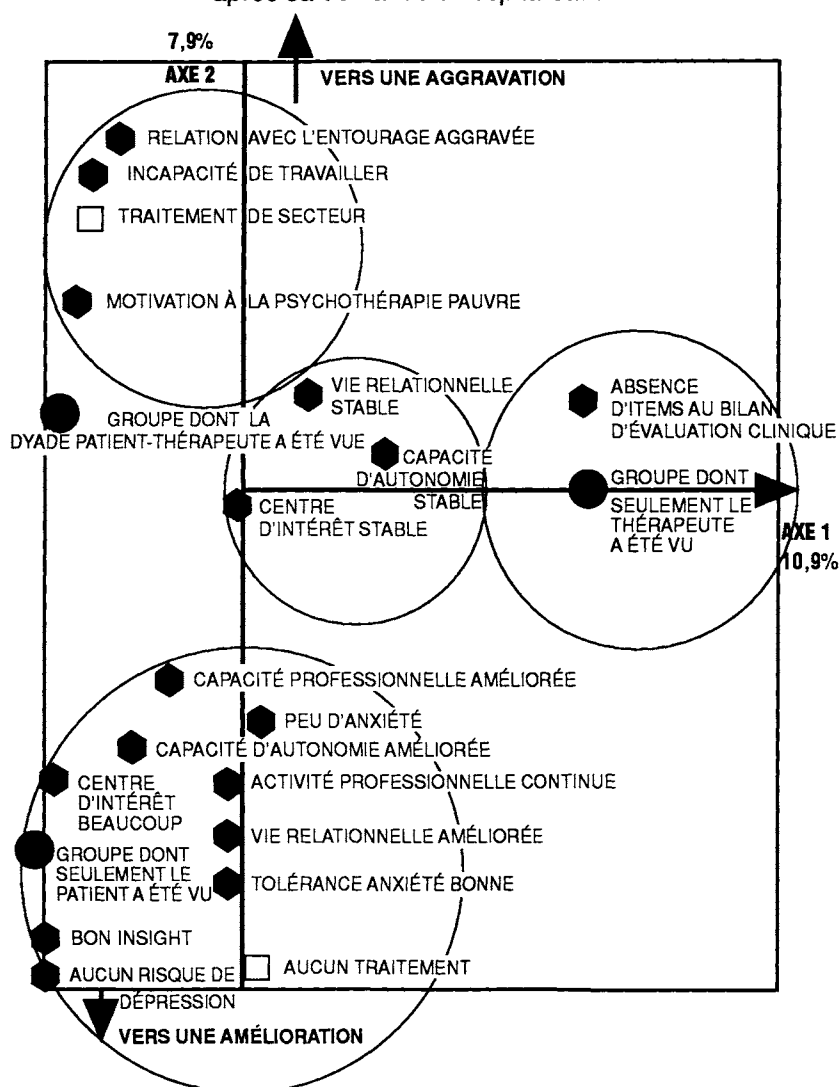 7,9%
AXE 2
VERS UNE AGGRAVATION
RELATION AVEC L'ENTOURAGE AGGRAVÉE
INCAPACITÉ DE TRAVAILLER
TRAITEMENT DE SECTEUR
MOTIVATION À LA PSYCHOTHÉRAPIE PAUVRE
VIE RELATIONNELLE
STABLE
ABSENCE
D'ITEMS AU BILAN
D'ÉVALUATION CLINIQUE
GROUPE DONT LA
DYADE PATIENT-THÉRAPEUTE A ÉTÉ VUE
CAPACITÉ
D'AUTONOMIE
STABLE
GROUPE DONT
SEULEMENT LE
THÉRAPEUTE
A ÉTÉ VU
CENTRE
D'INTÉRÊT STABLE
AXE 1
10,9%
CAPACITÉ PROFESSIONNELLE AMÉLIORÉE
PEU D'ANXIÉTÉ
CAPACITÉ D'AUTONOMIE AMÉLIORÉE
CENTRE
D'INTÉRÊT
BEAUCOUP
ACTIVITÉ PROFESSIONNELLE CONTINUE
VIE RELATIONNELLE AMÉLIORÉE
GROUPE DONT
SEULEMENT LE
PATIENT A ÉTÉ VU
TOLÉRANCE ANXIÉTÉ BONNE
BON INSIGHT
AUCUN TRAITEMENT
AUCUN RISQUE DE
DÉPRESSION
VERS UNE AMÉLIORATION